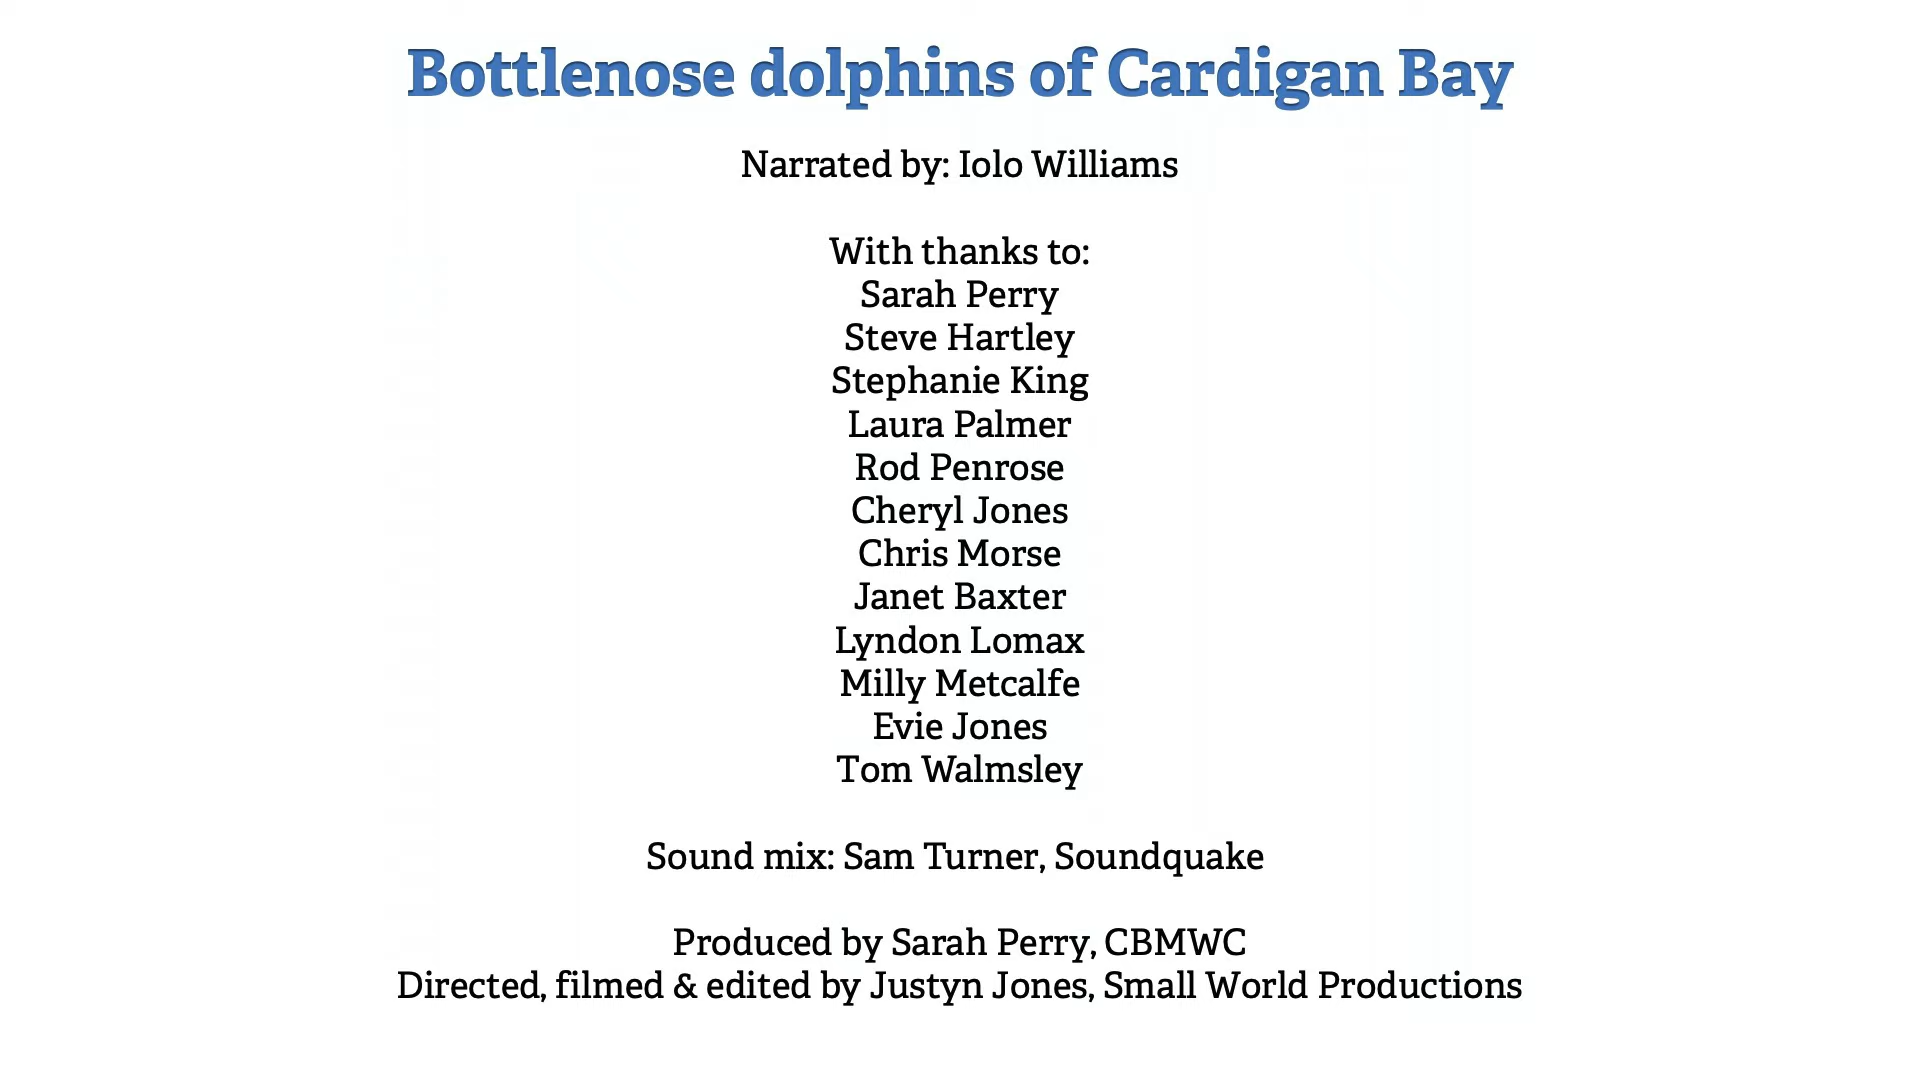 Bottlenose dolphins of Cardigan Bay
Narrated by: Iolo Williams
With thanks to:
Sarah Perry
Steve Hartley
Stephanie King
Laura Palmer
Rod Penrose
Cheryl Jones
Chris Morse
Janet Baxter
Lyndon Lomax
Milly Metcalfe
Evie Jones
Tom Walmsley
Sound mix: Sam Turner, Soundquake
Produced by Sarah Perry, CBMWC
Directed, filmed & edited by Justyn Jones, Small World Productions